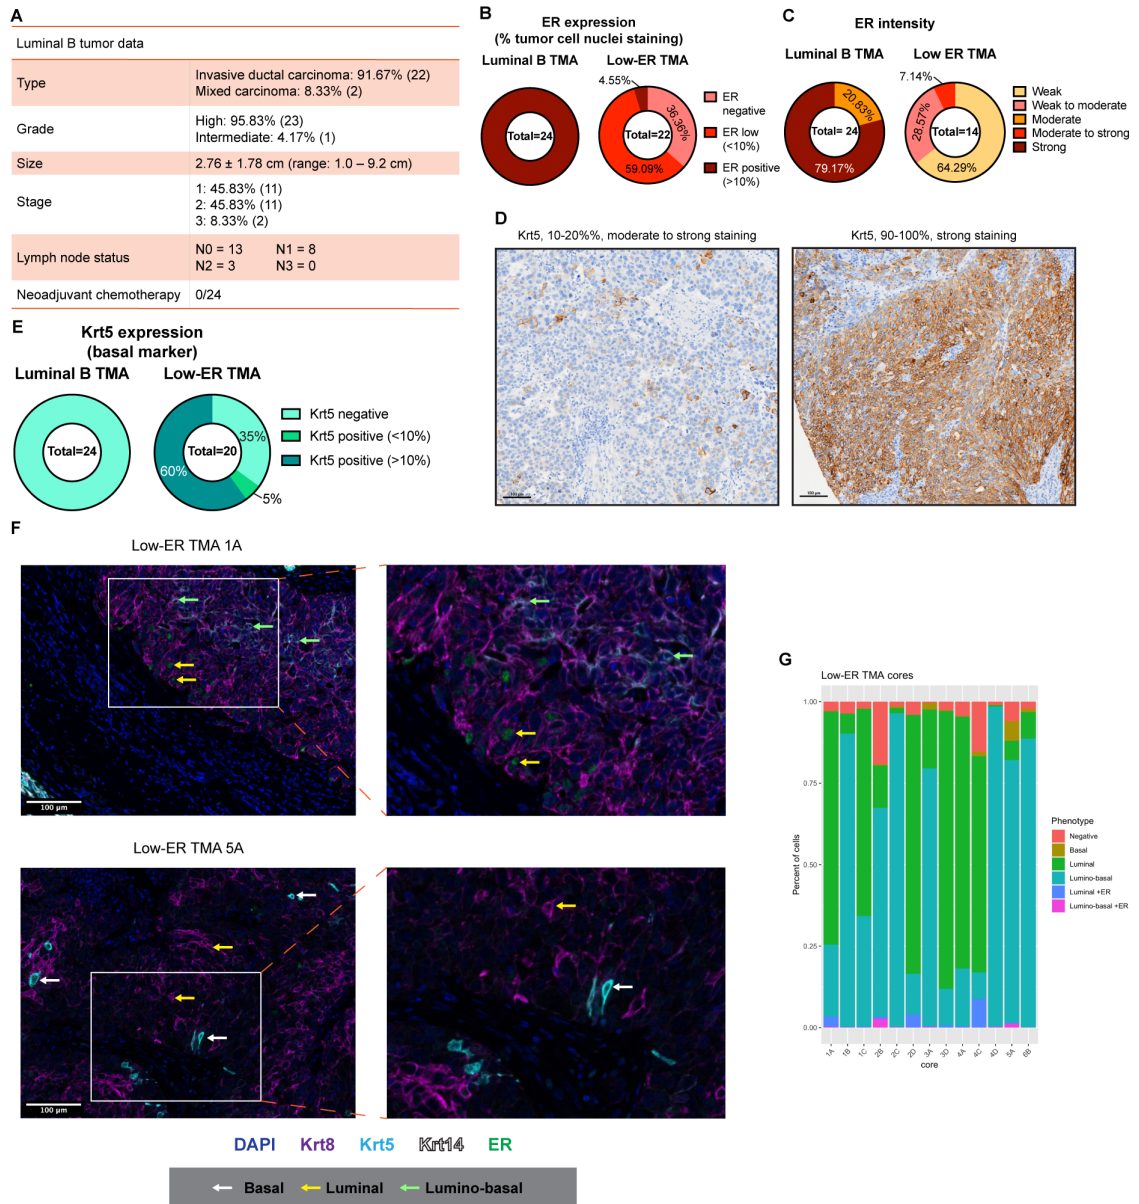 A
Luminal B tumor data
Type
Invasive ductal carcinoma: 91.67% (22)
Mixed carcinoma: 8.33% (2)
Grade
High: 95.83% (23)
Intermediate: 4.17% (1)
Size
2.76 ± 1.78 cm (range: 1.0 – 9.2 cm)
Stage
1: 45.83% (11)
2: 45.83% (11)
3: 8.33% (2)
Lymph node status
N0 = 13 N1 = 8
N2 = 3 N3 = 0
Neoadjuvant chemotherapy
0/24
B
ER expression
(% tumor cell nuclei staining)
Luminal B TMA
Low-ER TMA
4.55%
36.36%
59.09%
Total=24
Total=22
ER negative
ER low (<10%)
ER positive (>10%)
C
ER intensity
Luminal B TMA
Low ER TMA
20.83%
79.17%
Total= 24
7.14%
28.57%
64.29%
Total=14
Weak
Weak to moderate
Moderate
Moderate to strong
Strong
D
Krt5, 10-20%%, moderate to strong staining
Krt5, 90-100%, strong staining
100 µm
100 µm
E
Krt5 expression
(basal marker)
Luminal B TMA
Low-ER TMA
Total=24
Total=20
35%
60%
5%
Krt5 negative
Krt5 positive (<10%)
Krt5 positive (>10%)
F
Low-ER TMA 1A
100 µm
Low-ER TMA 5A
100 µm
DAPI Krt8 Krt5 Krt14 ER
Basal Luminal Lumino-basal
G
Low-ER TMA cores
Percent of cells
1.00
0.75
0.50
0.25
0.00
1A 1B 1C 2B 2C 2D 3A 3D 4A 4C 4D 5A 6B
core
Phenotype
Negative
Basal
Luminal
Lumino-basal
Luminal +ER
Lumino-basal +ER